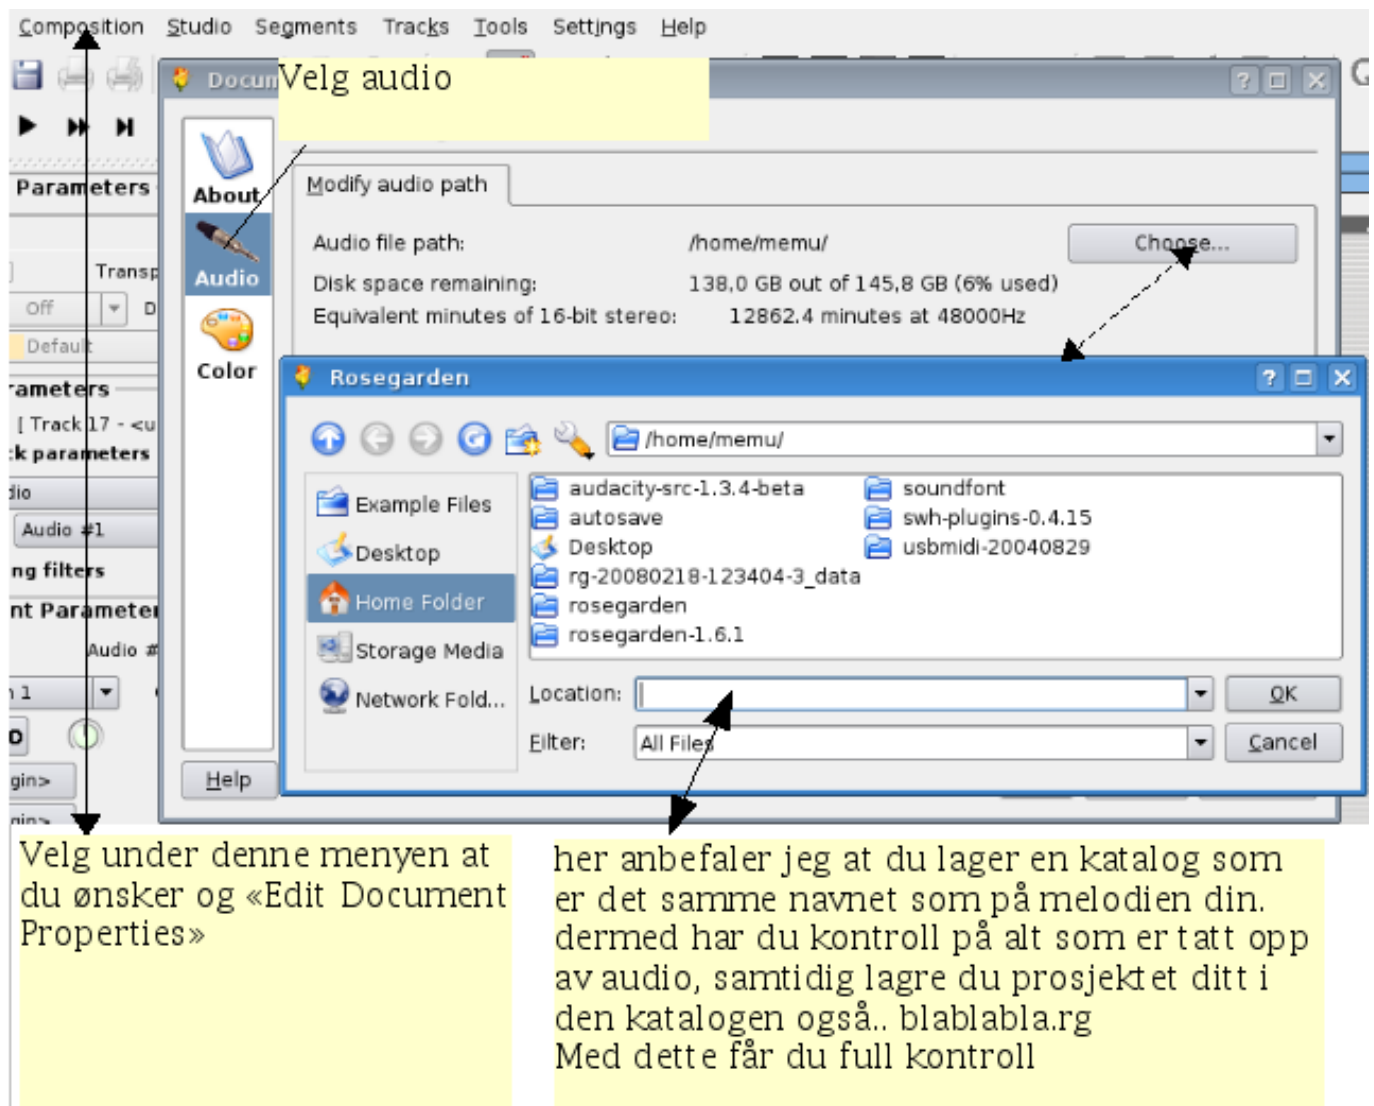 Composition Studio Segments Tracks Tools Settings Help
Velg audio
Parameters
About
Modify audio path
Audio file path: /home/memu/ Choose...
Audio
Disk space remaining: 138,0 GB out of 145,8 GB (6% used)
Off
Equivalent minutes of 16-bit stereo: 12862.4 minutes at 48000Hz
Default
Color
Rosegarden
[ Track 17 - <u
parameters
/home/memu/
Example Files
Desktop
Home Folder
Storage Media
Network Fold...
audacity-src-1.3.4-beta
autosave
Desktop
rg-20080218-123404-3_data
rosegarden
rosegarden-1.6.1
soundfont
swh-plugins-0.4.15
usbmidi-20040829
Audio #1
ng filters
nt Parameter
Audio #
Location: OK
Filter: All Files Cancel
gin>
Help
Velg under denne menyen at
du ønsker og «Edit Document
Properties»
her anbefaler jeg at du lager en katalog som
er det samme navnet som på melodien din.
dermed har du kontroll på alt som er tatt opp
av audio, samtidig lagre du prosjektet ditt i
den katalogen også.. blablabla.rg
Med dette får du full kontroll